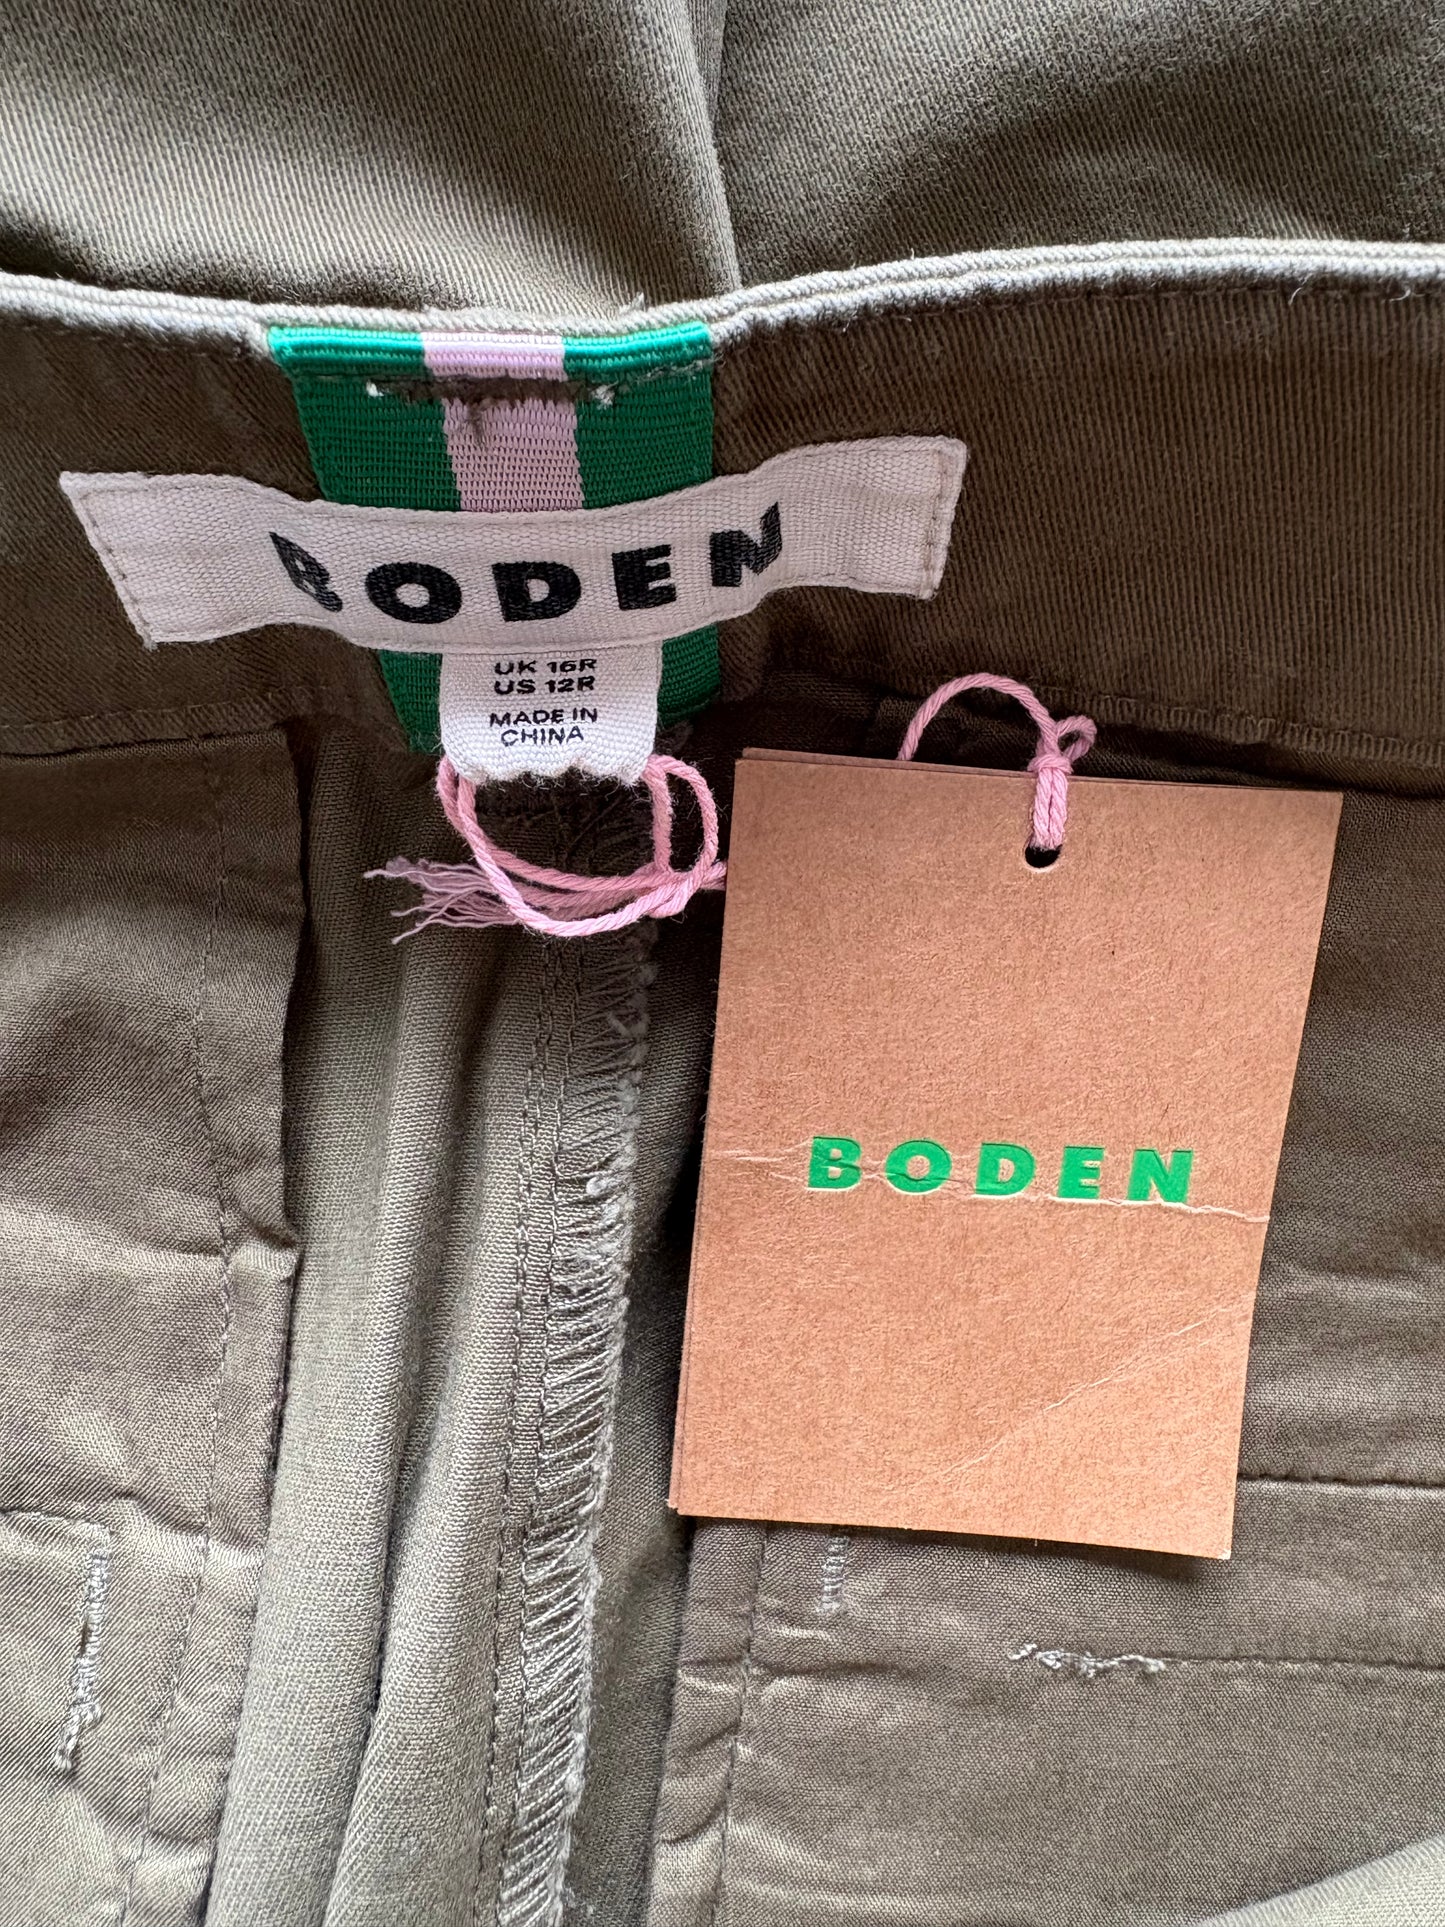 BODEN
UK 16R
US 12R
MADE IN
CHINA
BODEN